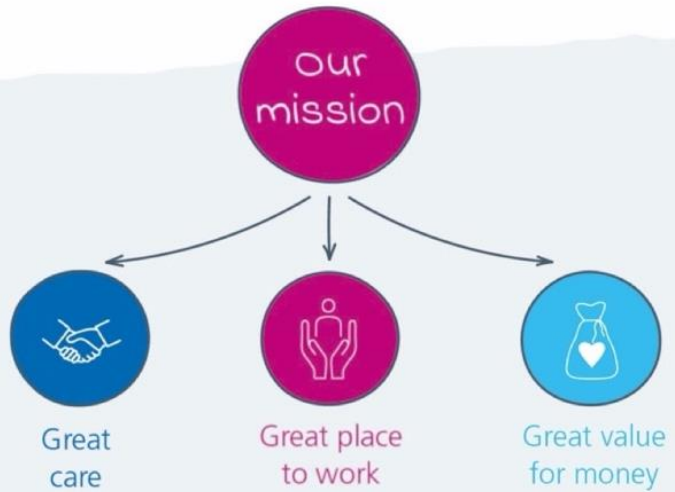 our
mission
Great
care
Great place
to work
Great value
for money